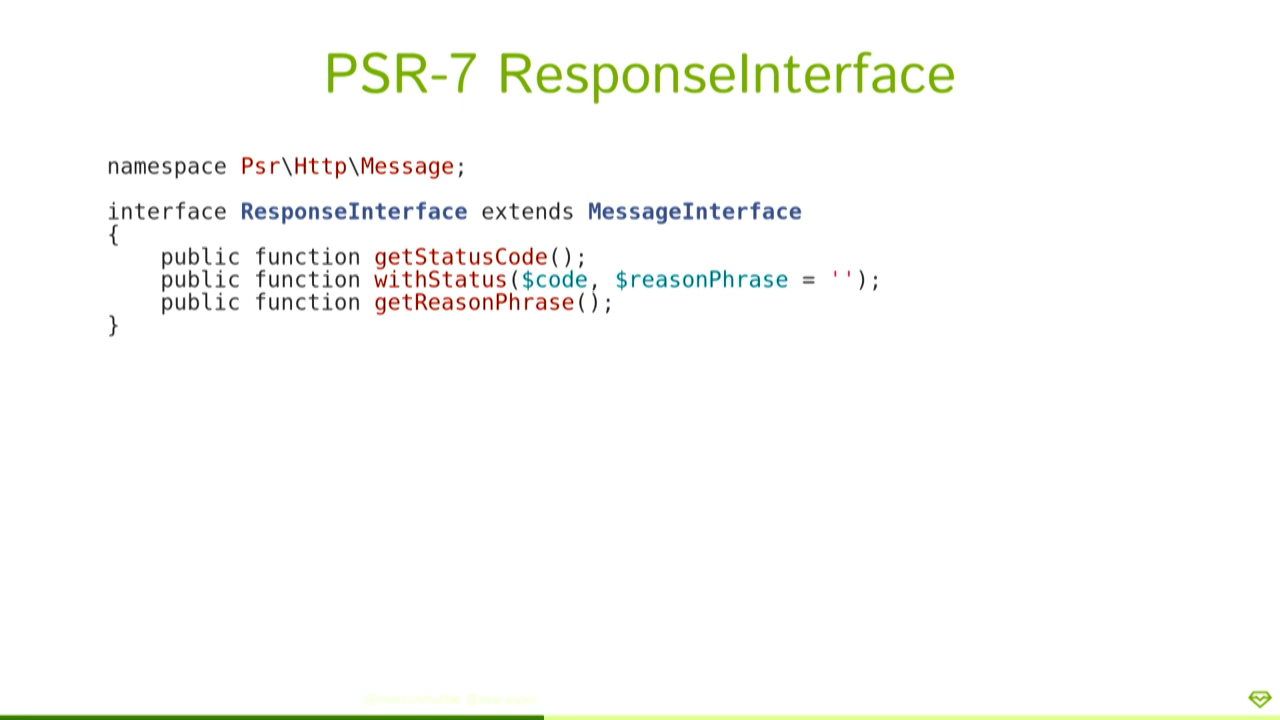 PSR-7 ResponseInterface
namespace Psr\Http\Message;
interface ResponseInterface extends MessageInterface
{
    public function getStatusCode();
    public function withStatus($code, $reasonPhrase = '');
    public function getReasonPhrase();
}